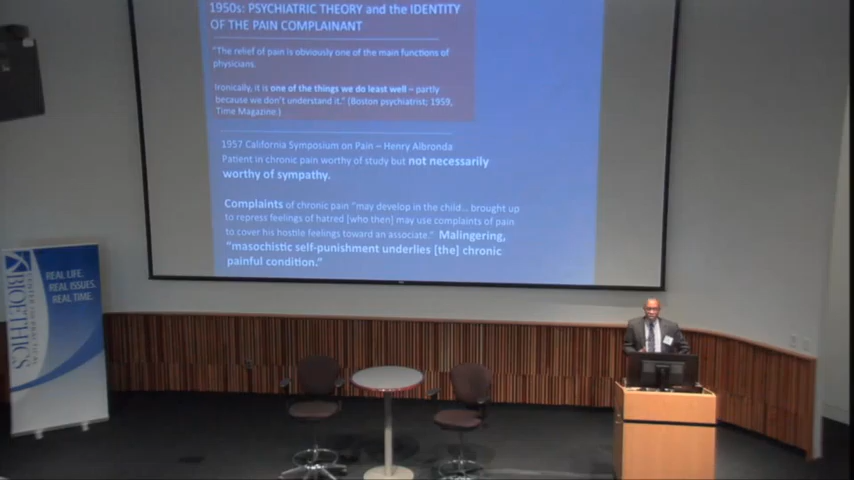 1950s: PSYCHIATRIC THEORY and the IDENTITY
OF THE PAIN COMPLAINANT
"The relief of pain is obviously one of the main functions of
physicians.
Ironically, it is one of the things we do least well – partly
because we don't understand it." (Boston psychiatrist; 1959,
Time Magazine )
1957 California Symposium on Pain – Henry Albronda
Patient in chronic pain worthy of study but not necessarily
worthy of sympathy.
Complaints of chronic pain "may develop in the child... brought up
to repress feelings of hatred [who then] may use complaints of pain
to cover his hostile feelings toward an associate." Malingering,
"masochistic self-punishment underlies [the] chronic
painful condition."
REAL LIFE.
REAL ISSUES.
REAL TIME.
BIOETHICS